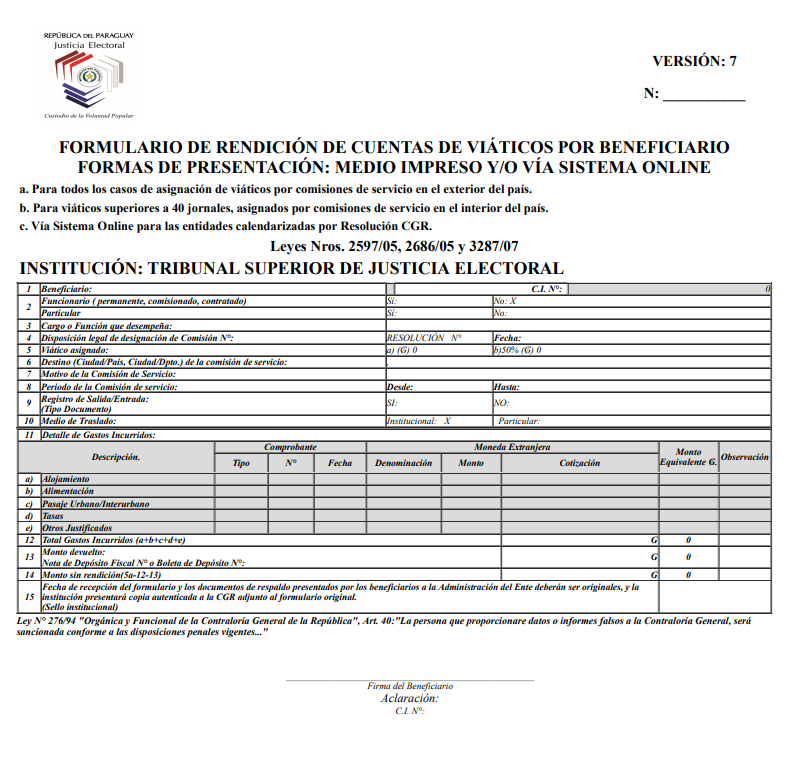 REPÚBLICA DEL PARAGUAY
Justicia Electoral
Custodio de la Voluntad Popular
VERSIÓN: 7
N: ___________
FORMULARIO DE RENDICIÓN DE CUENTAS DE VIÁTICOS POR BENEFICIARIO
FORMAS DE PRESENTACIÓN: MEDIO IMPRESO Y/O VÍA SISTEMA ONLINE
a. Para todos los casos de asignación de viáticos por comisiones de servicio en el exterior del país.
b. Para viáticos superiores a 40 jornales, asignados por comisiones de servicio en el interior del país.
c. Vía Sistema Online para las entidades calendarizadas por Resolución CGR.
Leyes Nros. 2597/05, 2686/05 y 3287/07
INSTITUCIÓN: TRIBUNAL SUPERIOR DE JUSTICIA ELECTORAL
1 Beneficiario: C.I. N°: 0
2 Funcionario ( permanente, comisionado, contratado) Si: No: X
Particular Si: No:
3 Cargo o Función que desempeña:
4 Disposición legal de designación de Comisión N°: RESOLUCIÓN N° Fecha:
5 Viático asignado: a) (G) 0 b)50% (G) 0
6 Destino (Ciudad/País, Ciudad/Dpto.) de la comisión de servicio:
7 Motivo de la Comisión de Servicio:
8 Período de la Comisión de servicio: Desde: Hasta:
9 Registro de Salida/Entrada: SI: NO:
(Tipo Documento)
10 Medio de Traslado: Institucional: X Particular:
11 Detalle de Gastos Incurridos:
Descripción. Comprobante Moneda Extranjera Monto Equivalente G. Observación
Tipo N° Fecha Denominación Monto Cotización
a) Alojamiento
b) Alimentación
c) Pasaje Urbano/Interurbano
d) Tasas
e) Otros Justificados
12 Total Gastos Incurridos (a+b+c+d+e) G 0
13 Monto devuelto: G 0
Nota de Depósito Fiscal N° o Boleta de Depósito N°:
14 Monto sin rendición(5a-12-13) G 0
15 Fecha de recepción del formulario y los documentos de respaldo presentados por los beneficiarios a la Administración del Ente deberán ser originales, y la
institución presentará copia autenticada a la CGR adjunto al formulario original.
(Sello institucional)
Ley N° 276/94 "Orgánica y Funcional de la Contraloría General de la República", Art. 40:"La persona que proporcionare datos o informes falsos a la Contraloría General, será
sancionada conforme a las disposiciones penales vigentes..."
Firma del Beneficiario
Aclaración:
C.I. N°: